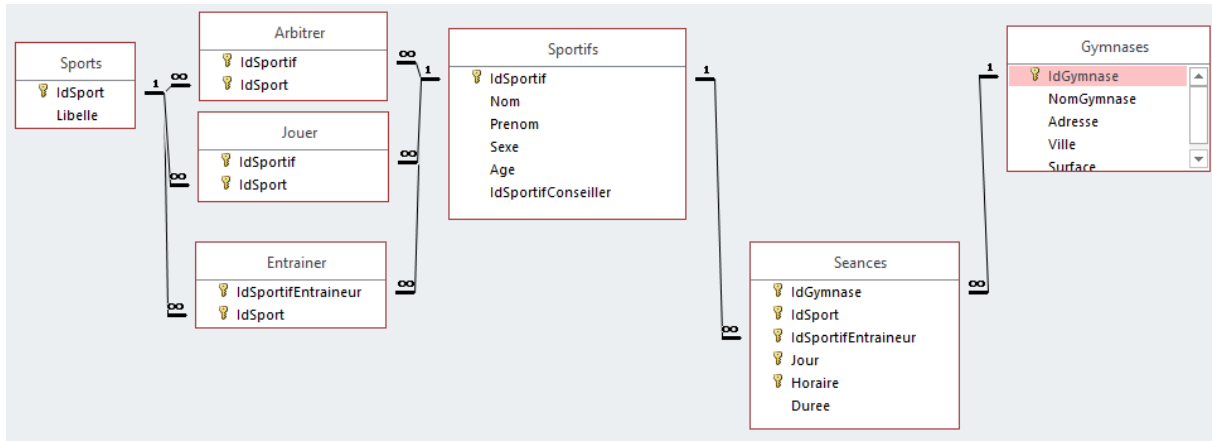 Sports
IdSport
Libelle
Arbitrer
IdSportif
IdSport
Jouer
IdSportif
IdSport
Entrainer
IdSportifEntraineur
IdSport
Sportifs
IdSportif
Nom
Prenom
Sexe
Age
IdSportifConseiller
Seances
IdGymnase
IdSport
IdSportifEntraineur
Jour
Horaire
Duree
Gymnases
IdGymnase
NomGymnase
Adresse
Ville
Surface
1
∞
∞
∞
∞
∞
∞
1
1
∞
∞
1